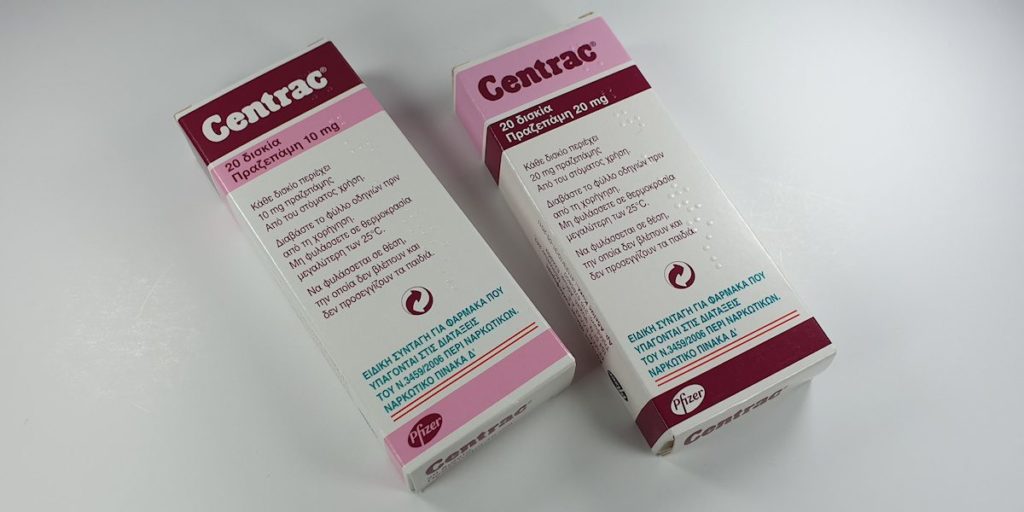 Centrac®
20 δισκία
Πραζεπάμη 10 mg
Κάθε δισκίο περιέχει
10 mg πραζεπάμης
Από του στόματος χρήση.
Διαβάστε το φύλλο οδηγιών πριν
από τη χορήγηση.
Μη φυλάσσετε σε θερμοκρασία
μεγαλύτερη των 25°C.
Να φυλάσσεται σε θέση,
την οποία δεν βλέπουν και
δεν προσεγγίζουν τα παιδιά.
ΕΙΔΙΚΗ ΣΥΝΤΑΓΗ ΓΙΑ ΦΑΡΜΑΚΑ ΠΟΥ
ΥΠΑΓΟΝΤΑΙ ΣΤΙΣ ΔΙΑΤΑΞΕΙΣ
ΤΟΥ Ν.3459/2006 ΠΕΡΙ ΝΑΡΚΩΤΙΚΩΝ.
ΝΑΡΚΩΤΙΚΟ ΠΙΝΑΚΑ Δ΄
Pfizer
Centrac
Centrac®
20 δισκία
Πραζεπάμη 20 mg
Κάθε δισκίο περιέχει
20 mg πραζεπάμης
Από του στόματος χρήση.
Διαβάστε το φύλλο οδηγιών πριν
από τη χορήγηση.
Μη φυλάσσετε σε θερμοκρασία
μεγαλύτερη των 25°C.
Να φυλάσσεται σε θέση,
την οποία δεν βλέπουν και
δεν προσεγγίζουν τα παιδιά.
ΕΙΔΙΚΗ ΣΥΝΤΑΓΗ ΓΙΑ ΦΑΡΜΑΚΑ ΠΟΥ
ΥΠΑΓΟΝΤΑΙ ΣΤΙΣ ΔΙΑΤΑΞΕΙΣ
ΤΟΥ Ν.3459/2006 ΠΕΡΙ ΝΑΡΚΩΤΙΚΩΝ.
ΝΑΡΚΩΤΙΚΟ ΠΙΝΑΚΑ Δ΄
Pfizer
Centrac